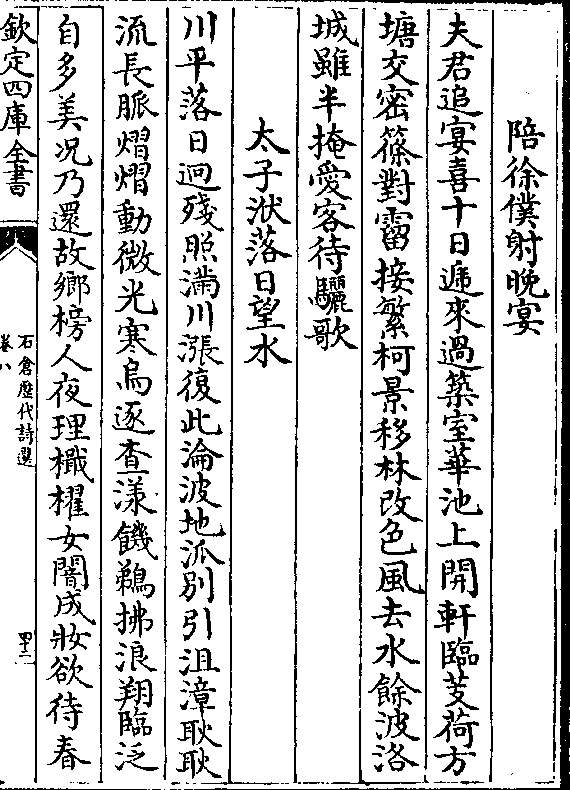 陪徐僕射晚宴
夫君追宴喜十日遞來過築室華池上開軒臨芰荷方
塘交密篠對霤接繁柯景移林改色風去水餘波洛
城雖半掩愛客待驪歌
太子洑落日望水
川平落日迥殘照滿川漲復此淪波地派別引沮漳耿耿
流長脈熠熠動微光寒烏逐查漾饑鵜拂浪翔臨泛
自多美况乃還故鄉榜人夜理檝櫂女闇成妝欲待春
欽定四庫全書
石倉歴代詩選
卷八
四十二